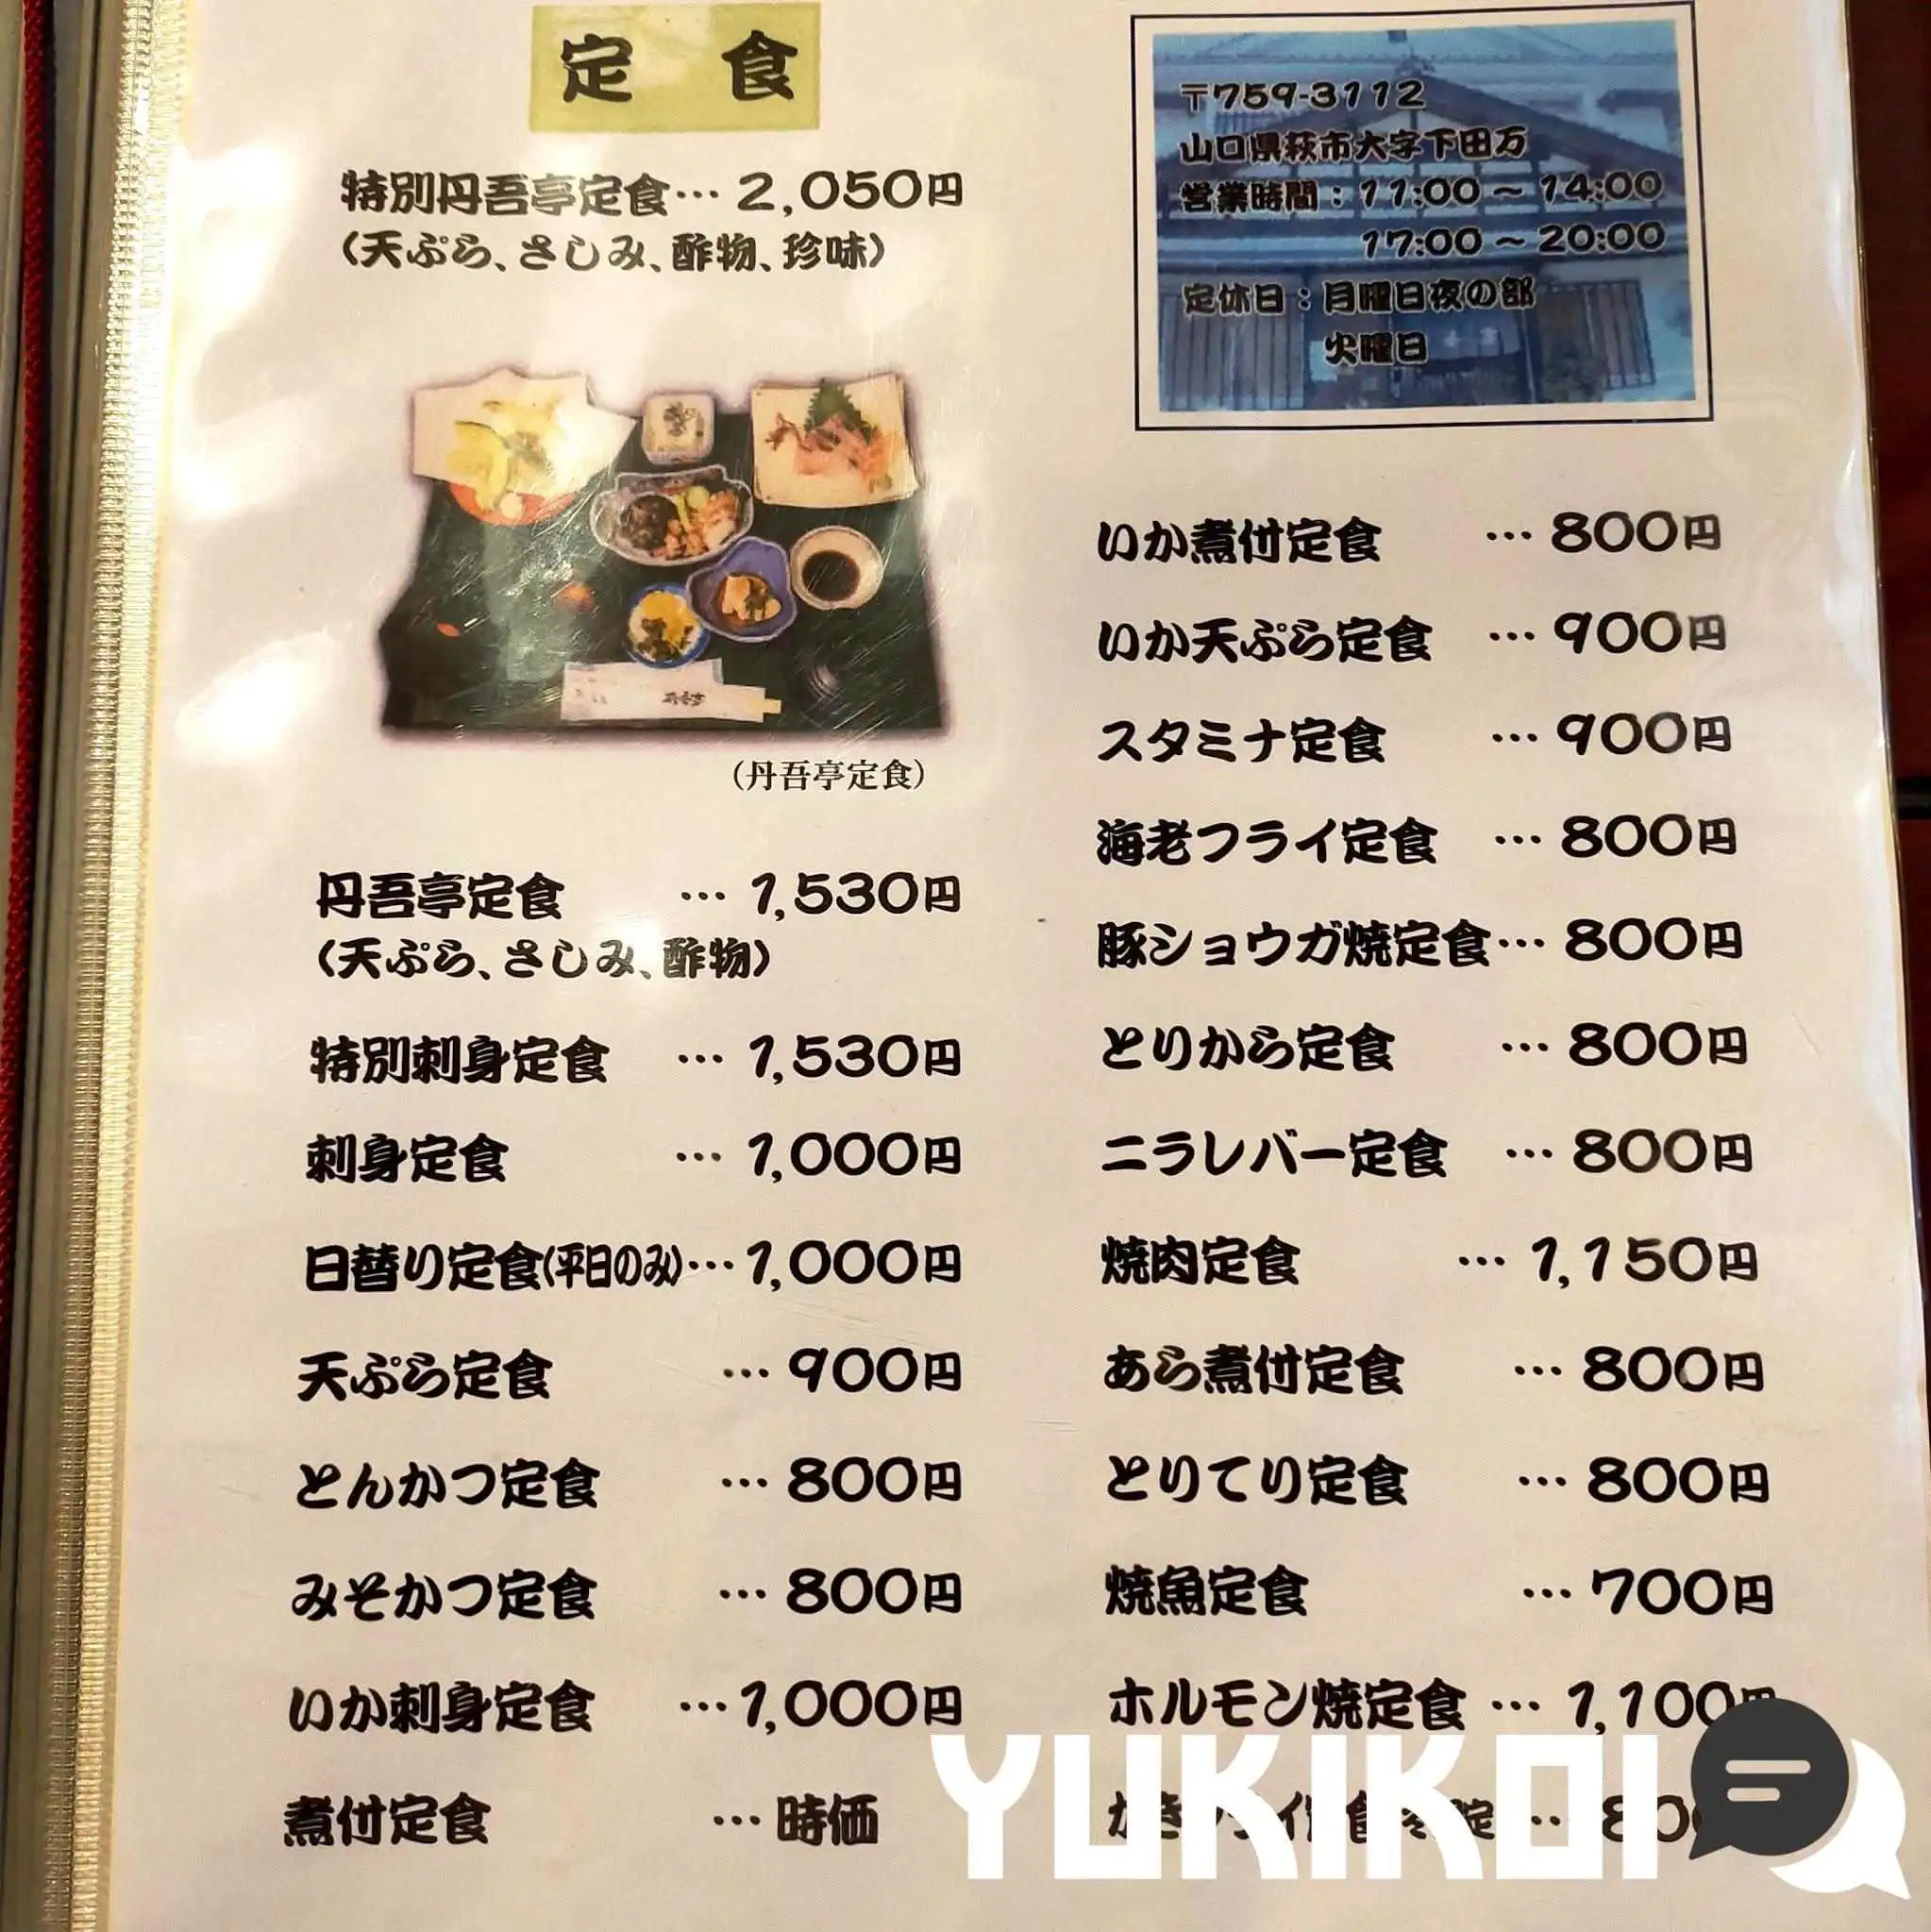 定 食
特別丹吾亭定食… 2,050円
（天ぷら、さしみ、酢物、珍味）
（丹吾亭定食）
丹吾亭定食 … 1,530円
（天ぷら、さしみ、酢物）
特別刺身定食 … 1,530円
刺身定食 … 1,000円
日替り定食(平日のみ)… 1,000円
天ぷら定食 … 900円
とんかつ定食 … 800円
みそかつ定食 … 800円
いか刺身定食 … 1,000円
煮付定食 … 時価
〒759-3112
山口県萩市大字下田万
営業時間：11:00 ～ 14:00
17:00 ～ 20:00
定休日：月曜日夜の部
火曜日
いか煮付定食 … 800円
いか天ぷら定食 … 900円
スタミナ定食 … 900円
海老フライ定食 … 800円
豚ショウガ焼定食… 800円
とりから定食 … 800円
ニラレバー定食 … 800円
焼肉定食 … 1,150円
あら煮付定食 … 800円
とりてり定食 … 800円
焼魚定食 … 700円
ホルモン焼定食 … 1,100円
YUKIKOI